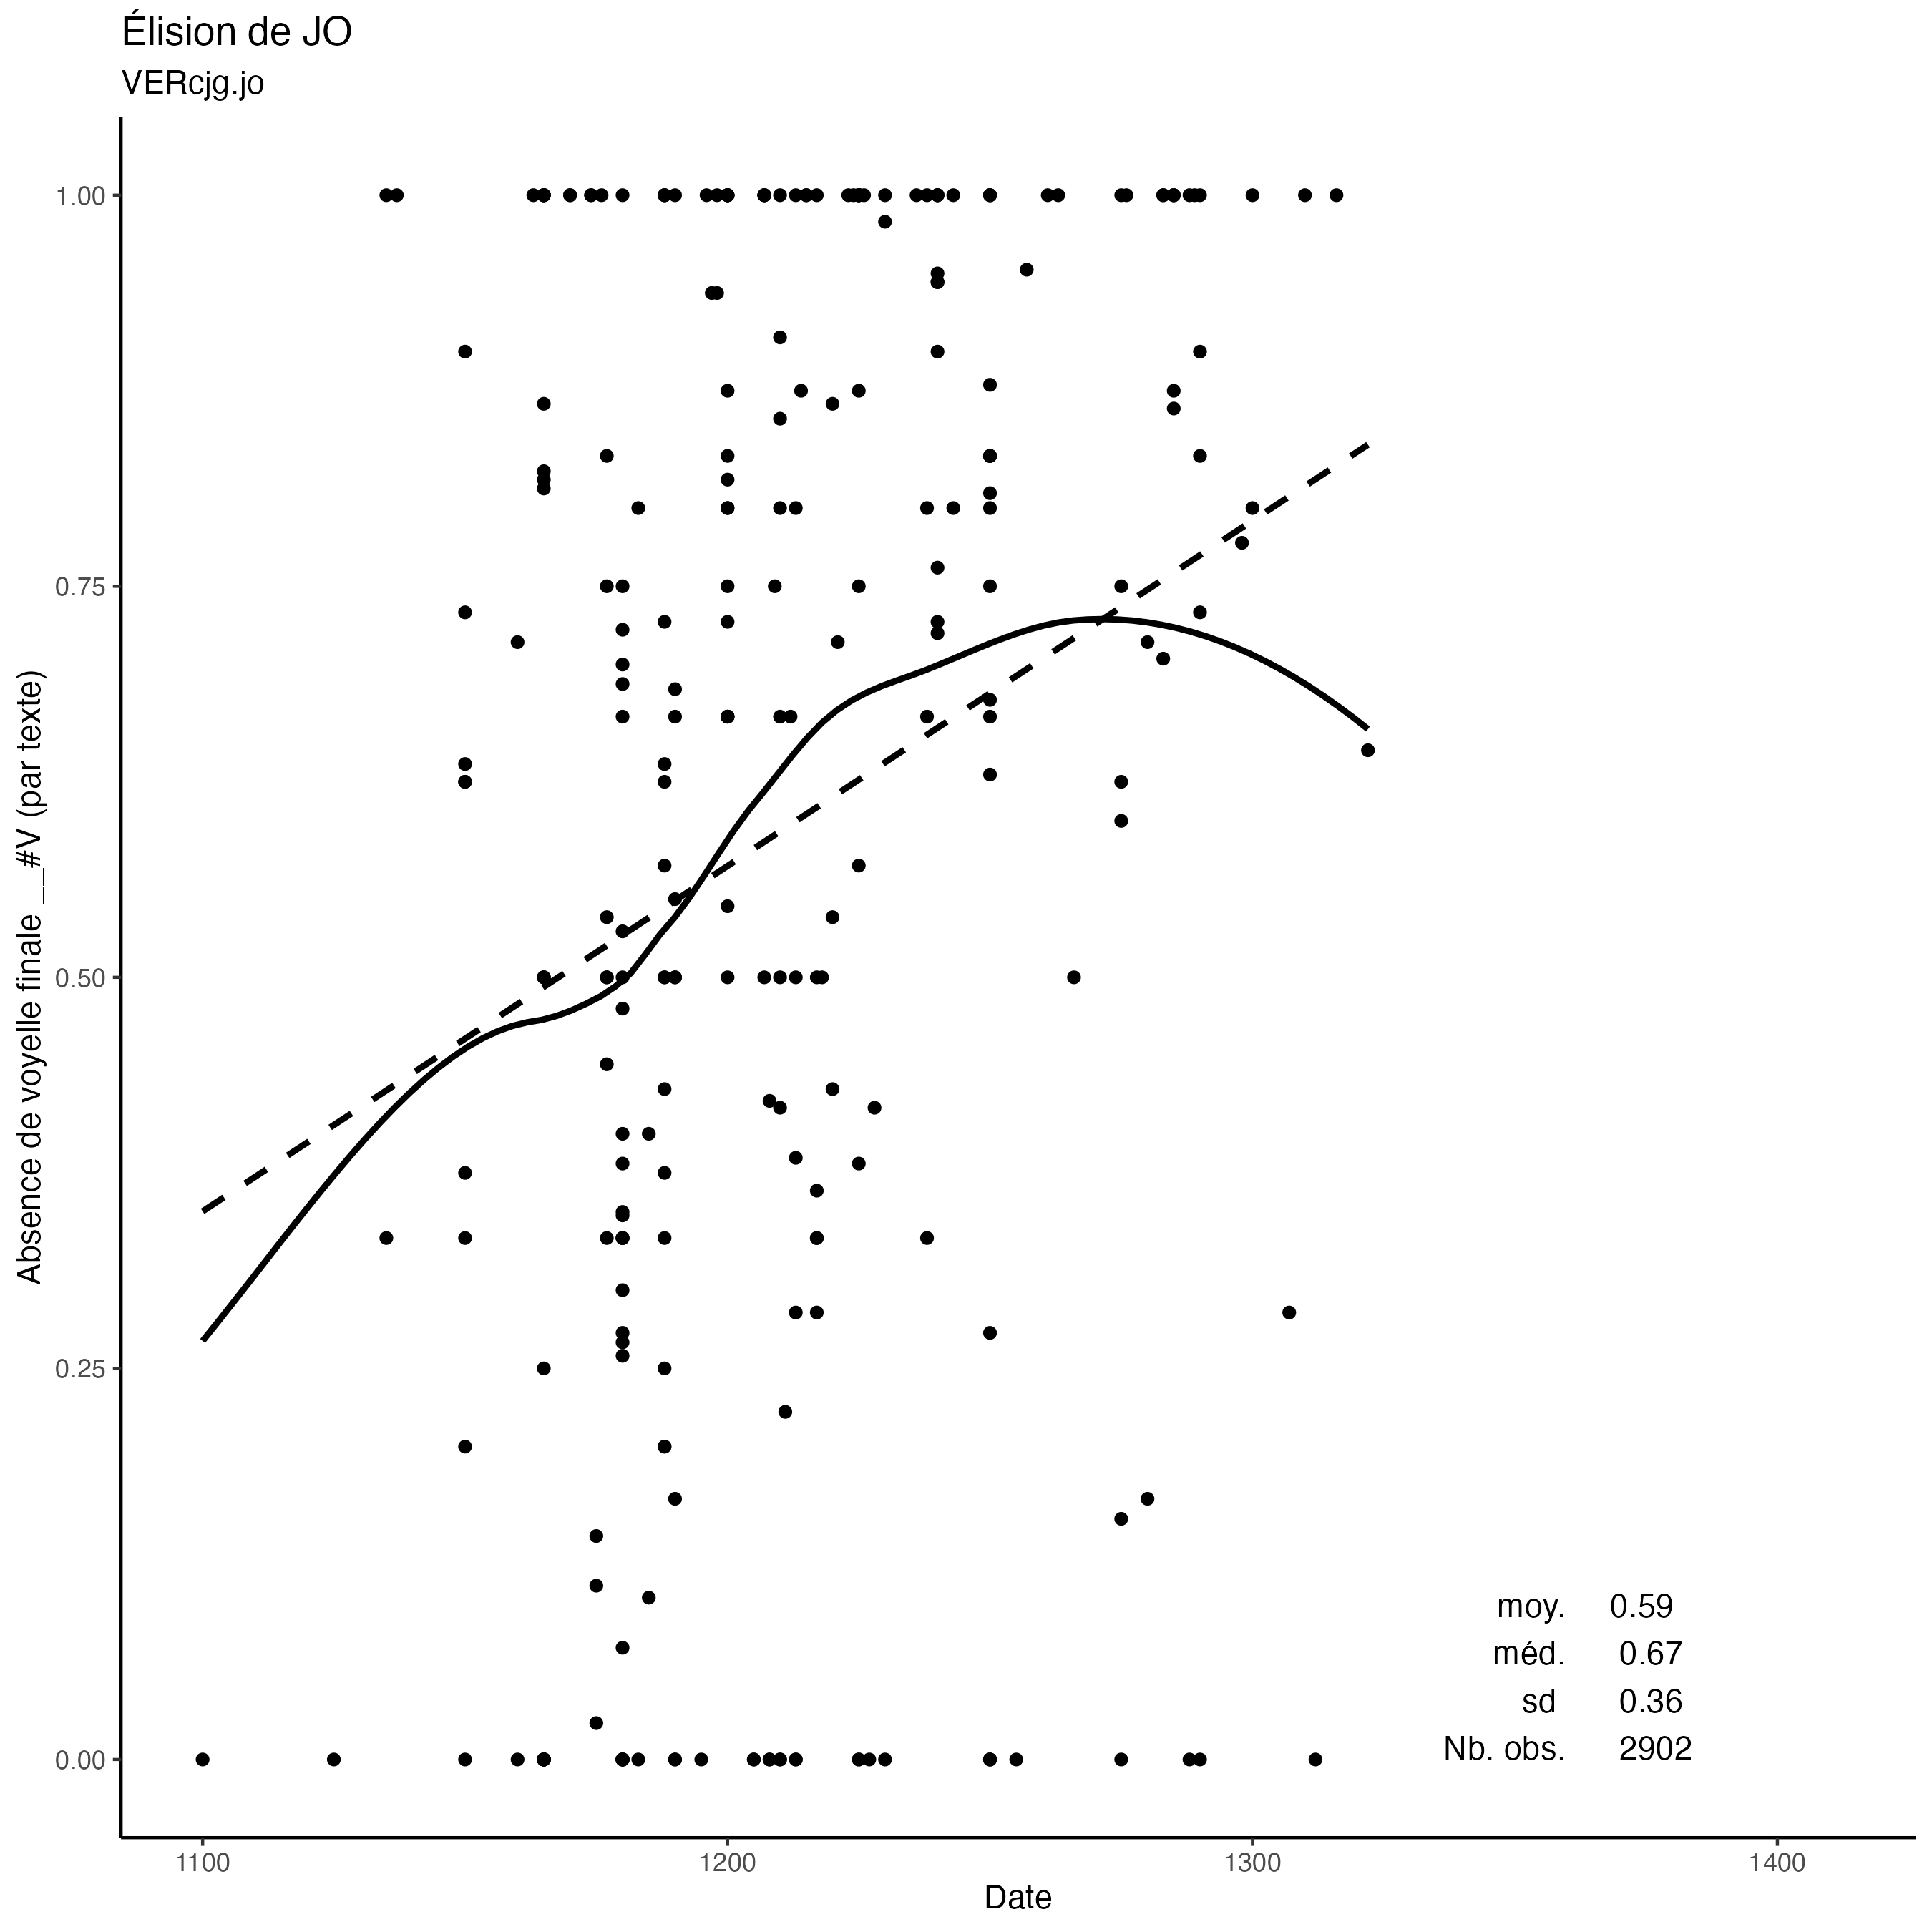 Élision de JO
VERcjg.jo
Absence de voyelle finale __#V (par texte)
1.00
0.75
0.50
0.25
0.00
moy. 0.59
méd. 0.67
sd 0.36
Nb. obs. 2902
1100 1200 1300 1400
Date